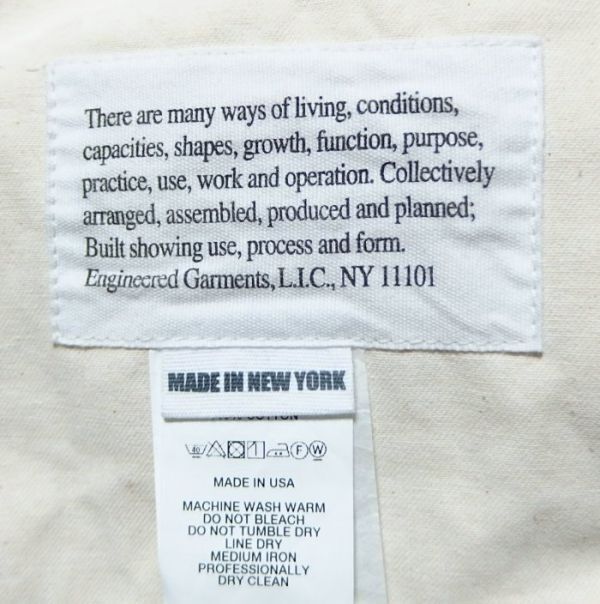 There are many ways of living, conditions,
capacities, shapes, growth, function, purpose,
practice, use, work and operation. Collectively
arranged, assembled, produced and planned;
Built showing use, process and form.
Engineered Garments, L.I.C., NY 11101
MADE IN NEW YORK
40 F W
MADE IN USA
MACHINE WASH WARM
DO NOT BLEACH
DO NOT TUMBLE DRY
LINE DRY
MEDIUM IRON
PROFESSIONALLY
DRY CLEAN